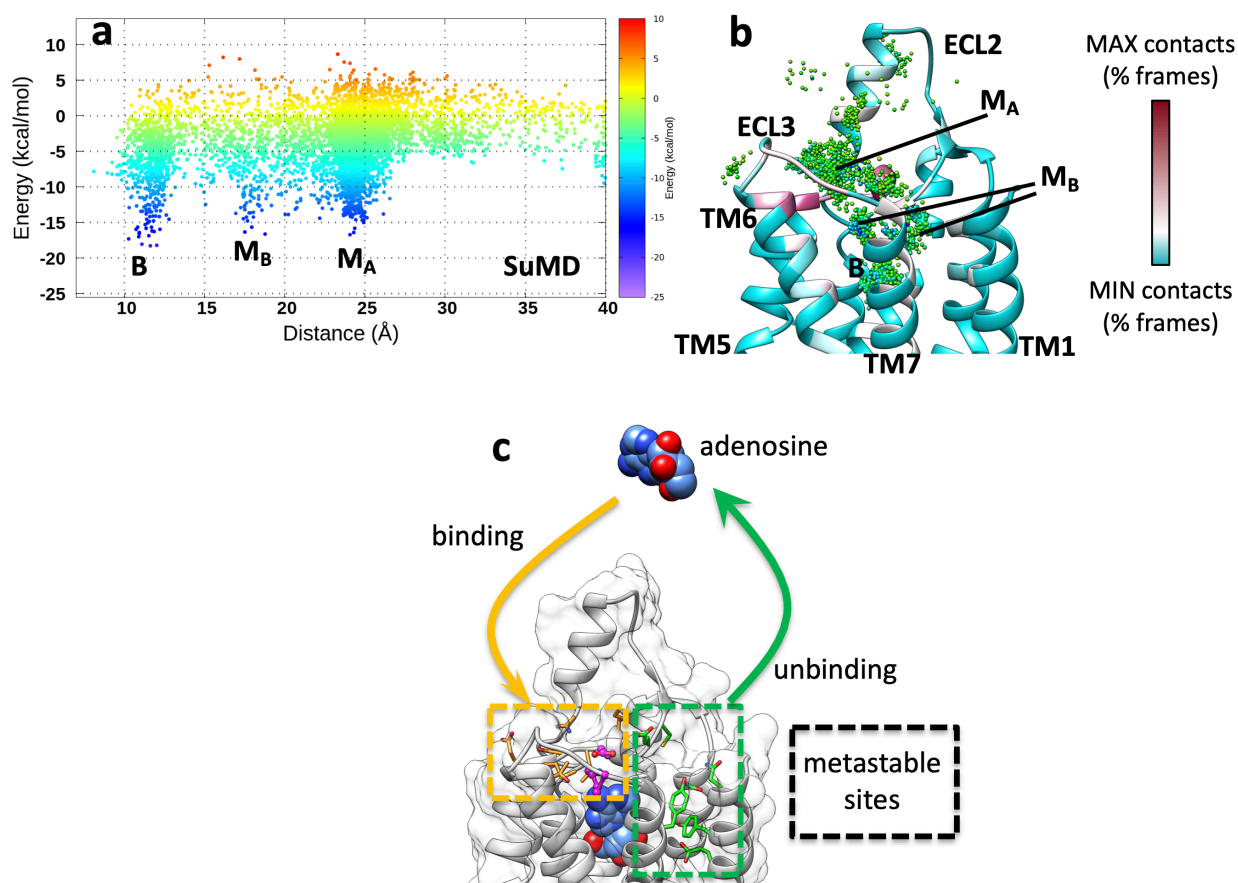 a
10
5
0
-5
-10
-15
-20
-25
Energy (kcal/mol)
10
15
20
25
30
35
40
Distance (Å)
B
MB
MA
SuMD
10
5
0
-5
-10
-15
-20
-25
Energy (kcal/mol)
b
ECL2
MA
ECL3
MB
TM6
B
TM5
TM7
TM1
MAX contacts
(% frames)
MIN contacts
(% frames)
c
adenosine
binding
unbinding
metastable
sites